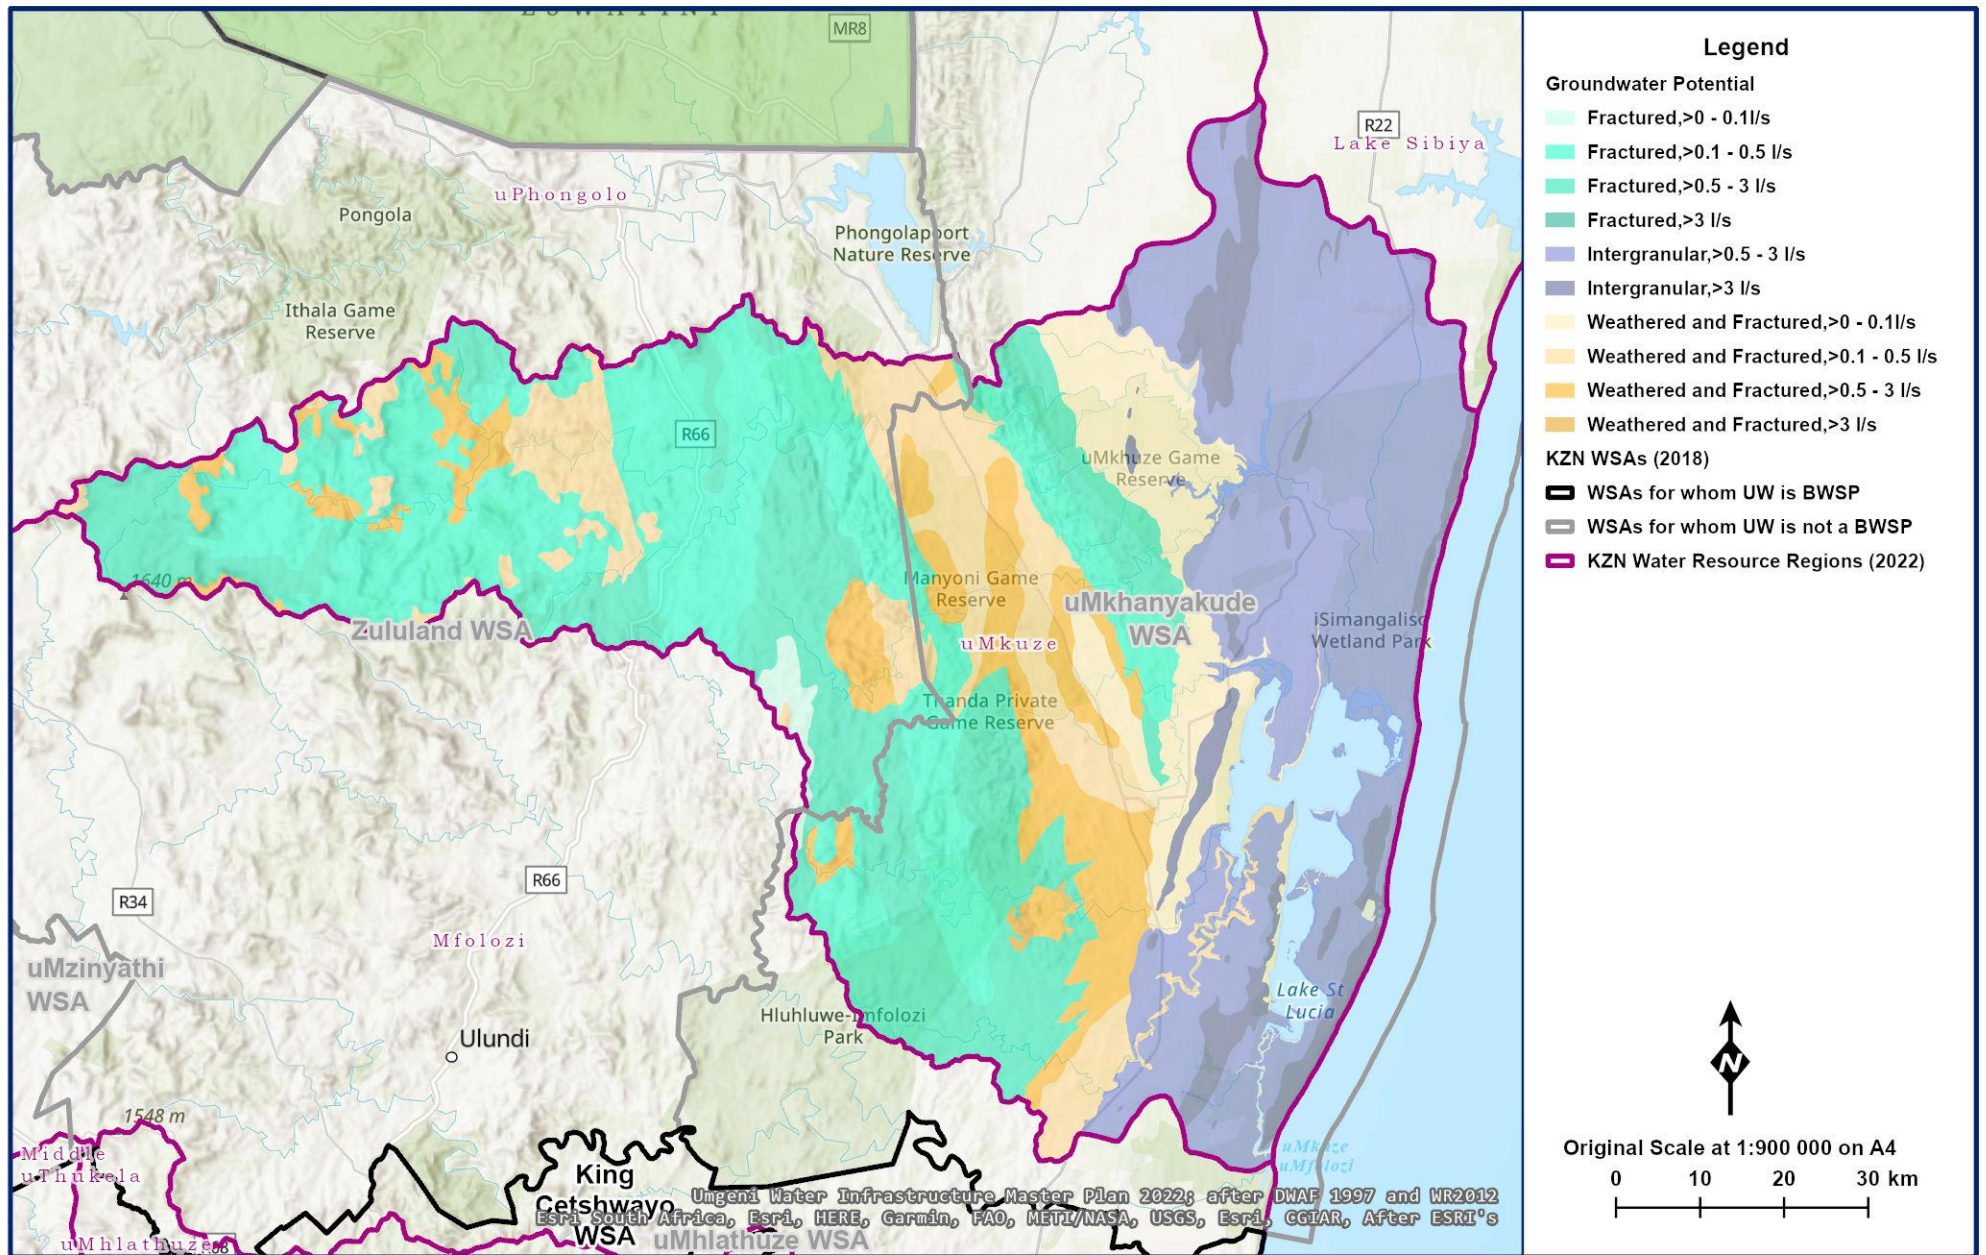 MR8
R22
Lake Sibiya
uPhongolo
Pongola
Phongolapoort
Nature Reserve
Ithala Game
Reserve
R66
uMkhuze Game
Reserve
1640 m
Manyoni Game
Reserve
uMkhanyakude
WSA
iSimangaliso
Wetland Park
Zululand WSA
uMkuze
Thanda Private
Game Reserve
R66
R34
Mfolozi
uMzinyathi
WSA
Lake St
Lucia
Hluhluwe-Imfolozi
Park
Ulundi
1548 m
Middle
uThukela
uMkuze
uMfolozi
King
Cetshwayo
WSA
uMhlathuze
uMhlathuze WSA
Umgeni Water Infrastructure Master Plan 2022; after DWAF 1997 and WR2012
Esri South Africa, Esri, HERE, Garmin, FAO, METI/NASA, USGS, Esri, CGIAR, After ESRI's
Legend
Groundwater Potential
Fractured,>0 - 0.1l/s
Fractured,>0.1 - 0.5 l/s
Fractured,>0.5 - 3 l/s
Fractured,>3 l/s
Intergranular,>0.5 - 3 l/s
Intergranular,>3 l/s
Weathered and Fractured,>0 - 0.1l/s
Weathered and Fractured,>0.1 - 0.5 l/s
Weathered and Fractured,>0.5 - 3 l/s
Weathered and Fractured,>3 l/s
KZN WSAs (2018)
WSAs for whom UW is BWSP
WSAs for whom UW is not a BWSP
KZN Water Resource Regions (2022)
N
Original Scale at 1:900 000 on A4
0 10 20 30 km